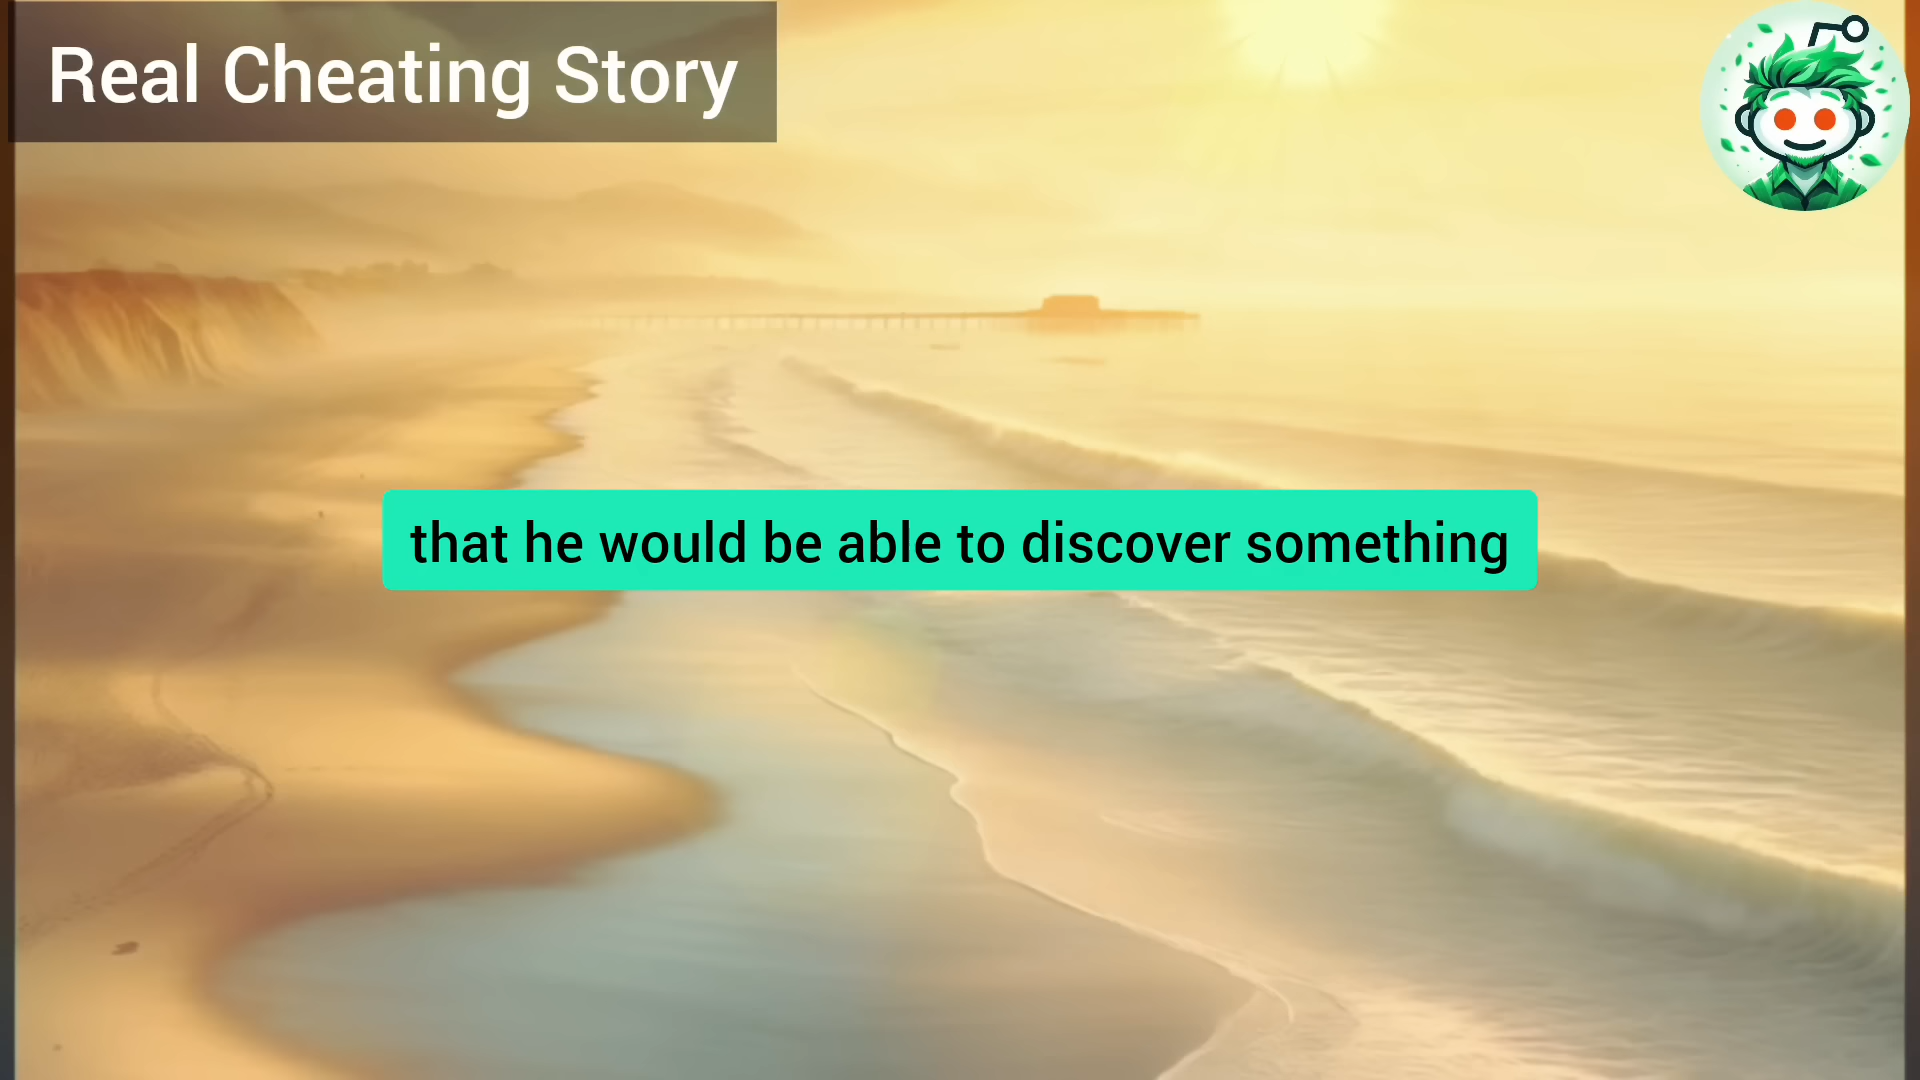 Real Cheating Story
that he would be able to discover something